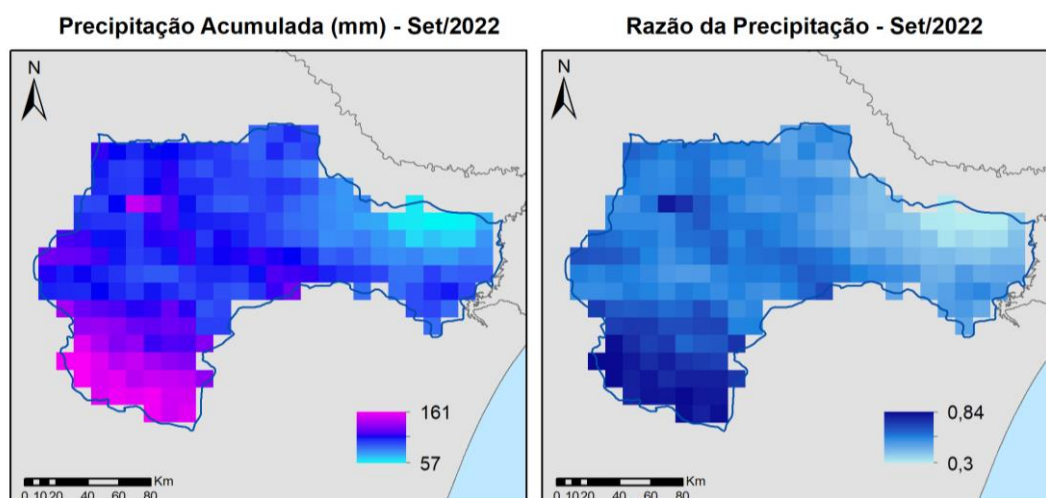 Precipitação Acumulada (mm) - Set/2022
N
161
57
Km
0 10 20 40 60 80
Razão da Precipitação - Set/2022
N
0,84
0,3
Km
0 10 20 40 60 80